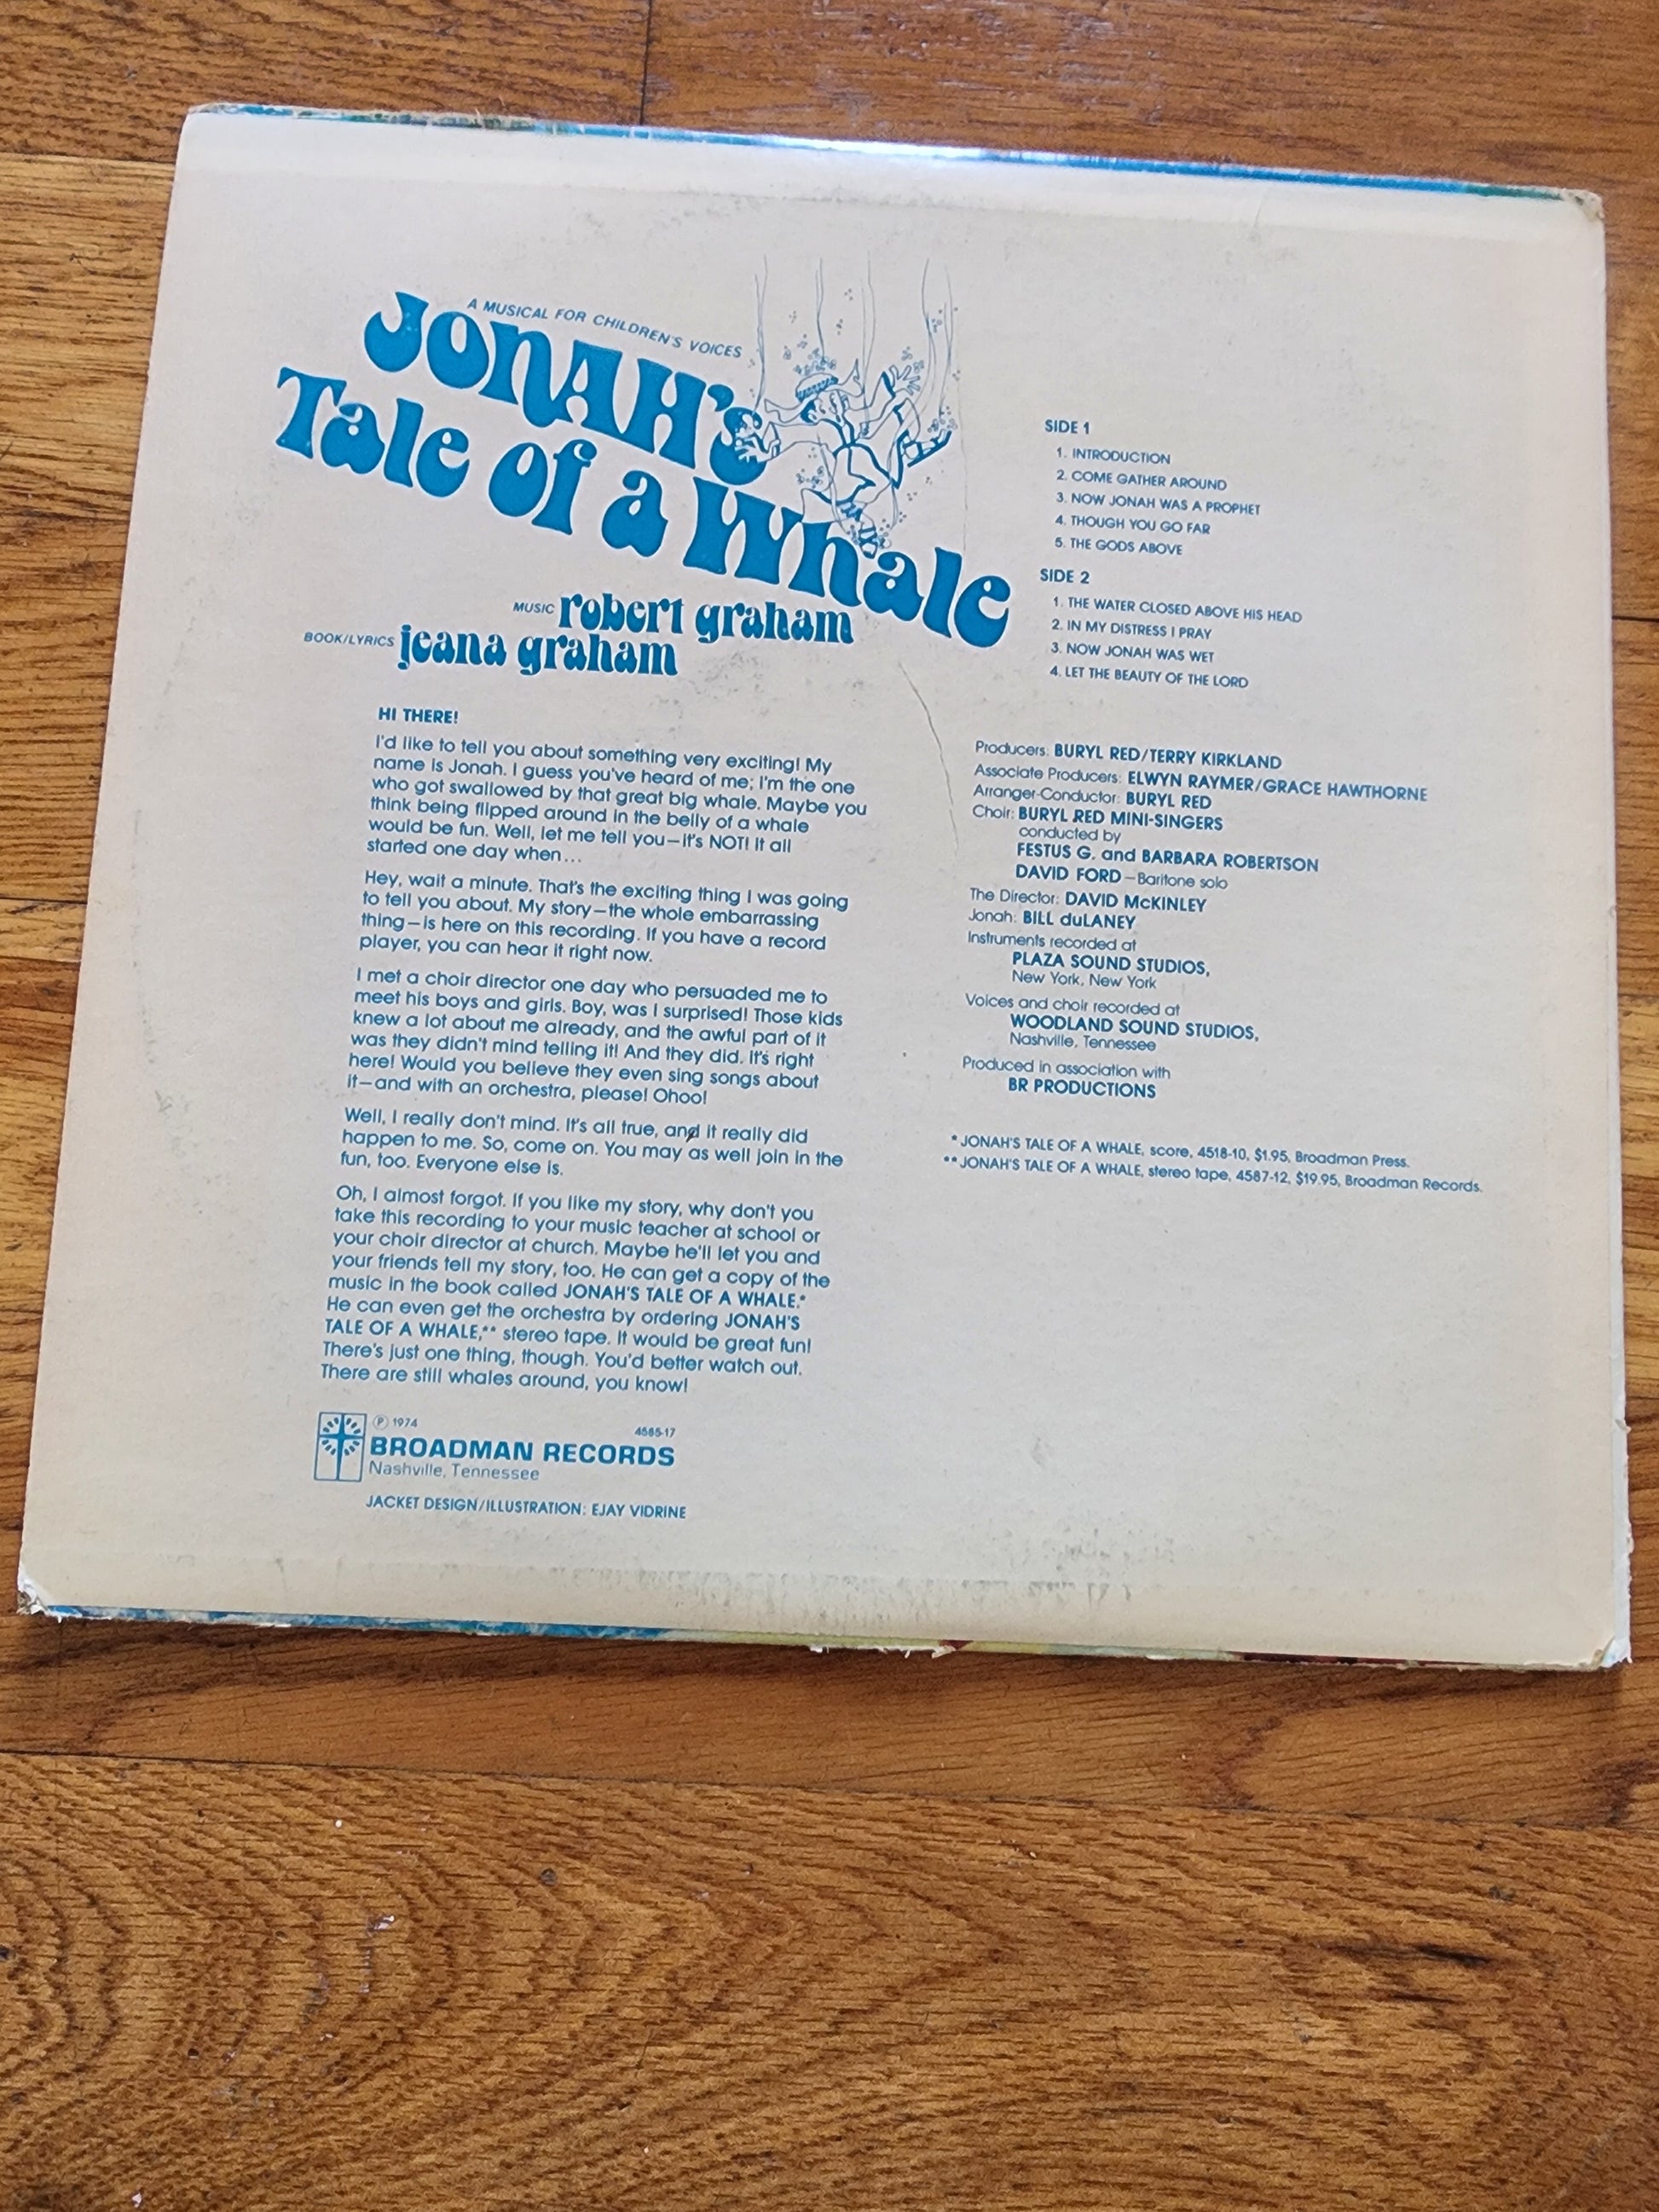 A MUSICAL FOR CHILDREN'S VOICES
JONAH'S
Tale of a Whale
MUSIC robert graham
BOOK/LYRICS jeana graham
HI THERE!
I'd like to tell you about something very exciting! My
name is Jonah. I guess you've heard of me; I'm the one
who got swallowed by that great big whale. Maybe you
think being flipped around in the belly of a whale
would be fun. Well, let me tell you—it's NOT! It all
started one day when...
Hey, wait a minute. That's the exciting thing I was going
to tell you about. My story—the whole embarrassing
thing—is here on this recording. If you have a record
player, you can hear it right now.
I met a choir director one day who persuaded me to
meet his boys and girls. Boy, was I surprised! Those kids
knew a lot about me already, and the awful part of it
was they didn't mind telling it! And they did. It's right
here! Would you believe they even sing songs about
it—and with an orchestra, please! Ohoo!
Well, I really don't mind. It's all true, and it really did
happen to me. So, come on. You may as well join in the
fun, too. Everyone else is.
Oh, I almost forgot. If you like my story, why don't you
take this recording to your music teacher at school or
your choir director at church. Maybe he'll let you and
your friends tell my story, too. He can get a copy of the
music in the book called JONAH'S TALE OF A WHALE.*
He can even get the orchestra by ordering JONAH'S
TALE OF A WHALE,** stereo tape. It would be great fun!
There's just one thing, though. You'd better watch out.
There are still whales around, you know!
℗ 1974
4585-17
BROADMAN RECORDS
Nashville, Tennessee
JACKET DESIGN/ILLUSTRATION: EJAY VIDRINE
SIDE 1
1. INTRODUCTION
2. COME GATHER AROUND
3. NOW JONAH WAS A PROPHET
4. THOUGH YOU GO FAR
5. THE GODS ABOVE
SIDE 2
1. THE WATER CLOSED ABOVE HIS HEAD
2. IN MY DISTRESS I PRAY
3. NOW JONAH WAS WET
4. LET THE BEAUTY OF THE LORD
Producers: BURYL RED/TERRY KIRKLAND
Associate Producers: ELWYN RAYMER/GRACE HAWTHORNE
Arranger-Conductor: BURYL RED
Choir: BURYL RED MINI-SINGERS
conducted by
FESTUS G. and BARBARA ROBERTSON
DAVID FORD—Baritone solo
The Director: DAVID McKINLEY
Jonah: BILL duLANEY
Instruments recorded at
PLAZA SOUND STUDIOS,
New York, New York
Voices and choir recorded at
WOODLAND SOUND STUDIOS,
Nashville, Tennessee
Produced in association with
BR PRODUCTIONS
* JONAH'S TALE OF A WHALE, score, 4518-10, $1.95, Broadman Press.
** JONAH'S TALE OF A WHALE, stereo tape, 4587-12, $19.95, Broadman Records.